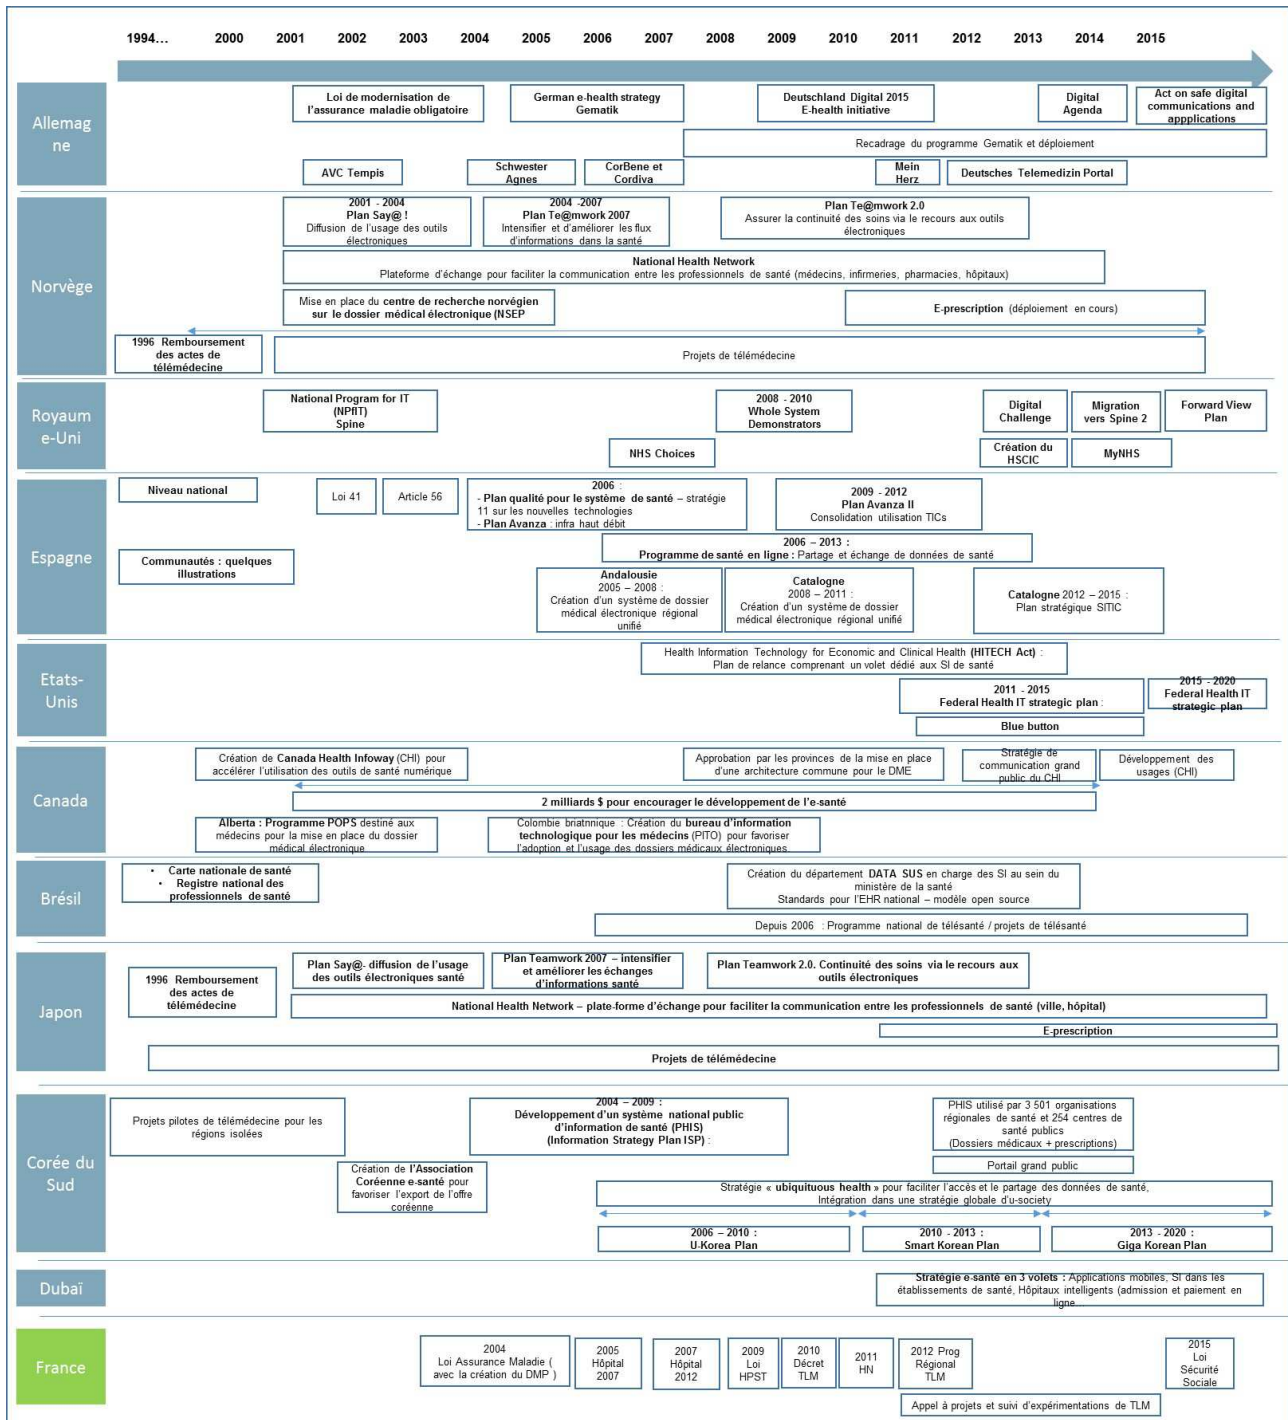 1994… 2000 2001 2002 2003 2004 2005 2006 2007 2008 2009 2010 2011 2012 2013 2014 2015
Allemag
ne
Loi de modernisation de
l'assurance maladie obligatoire
German e-health strategy
Gematik
Deutschland Digital 2015
E-health initiative
Digital
Agenda
Act on safe digital
communications and
appplications
Recadrage du programme Gematik et déploiement
AVC Tempis
Schwester
Agnes
CorBene et
Cordiva
Mein
Herz
Deutsches Telemedizin Portal
Norvège
2001 - 2004
Plan Say@ !
Diffusion de l'usage des outils
électroniques
2004 -2007
Plan Te@mwork 2007
Intensifier et d'améliorer les flux
d'informations dans la santé
Plan Te@mwork 2.0
Assurer la continuité des soins via le recours aux outils
électroniques
National Health Network
Plateforme d'échange pour faciliter la communication entre les professionnels de santé (médecins, infirmeries, pharmacies, hôpitaux)
Mise en place du centre de recherche norvégien
sur le dossier médical électronique (NSEP
E-prescription (déploiement en cours)
1996 Remboursement
des actes de
télémédecine
Projets de télémédecine
Royaum
e-Uni
National Program for IT
(NPfIT)
Spine
2008 - 2010
Whole System
Demonstrators
Digital
Challenge
Migration
vers Spine 2
Forward View
Plan
NHS Choices
Création du
HSCIC
MyNHS
Espagne
Niveau national
Loi 41
Article 56
2006 :
- Plan qualité pour le système de santé – stratégie
11 sur les nouvelles technologies
- Plan Avanza : infra haut débit
2009 - 2012
Plan Avanza II
Consolidation utilisation TICs
2006 – 2013 :
Programme de santé en ligne : Partage et échange de données de santé
Communautés : quelques
illustrations
Andalousie
2005 – 2008 :
Création d'un système de dossier
médical électronique régional
unifié
Catalogne
2008 – 2011 :
Création d'un système de dossier
médical électronique régional unifié
Catalogne 2012 – 2015 :
Plan stratégique SITIC
Etats-
Unis
Health Information Technology for Economic and Clinical Health (HITECH Act) :
Plan de relance comprenant un volet dédié aux SI de santé
2011 - 2015
Federal Health IT strategic plan :
2015 - 2020
Federal Health IT
strategic plan
Blue button
Canada
Création de Canada Health Infoway (CHI) pour
accélérer l'utilisation des outils de santé numérique
Approbation par les provinces de la mise en place
d'une architecture commune pour le DME
Stratégie de
communication grand
public du CHI
Développement des
usages (CHI)
2 milliards $ pour encourager le développement de l'e-santé
Alberta : Programme POPS destiné aux
médecins pour la mise en place du dossier
médical électronique
Colombie briatnnique : Création du bureau d'information
technologique pour les médecins (PITO) pour favoriser
l'adoption et l'usage des dossiers médicaux électroniques.
Brésil
• Carte nationale de santé
• Registre national des
professionnels de santé
Création du département DATA SUS en charge des SI au sein du
ministère de la santé
Standards pour l'EHR national – modèle open source
Depuis 2006 : Programme national de télésanté / projets de télésanté
Japon
1996 Remboursement
des actes de
télémédecine
Plan Say@- diffusion de l'usage
des outils électroniques santé
Plan Teamwork 2007 – intensifier
et améliorer les échanges
d'informations santé
Plan Teamwork 2.0. Continuité des soins via le recours aux
outils électroniques
National Health Network – plate-forme d'échange pour faciliter la communication entre les professionnels de santé (ville, hôpital)
E-prescription
Projets de télémédecine
Corée du
Sud
Projets pilotes de télémédecine pour les
régions isolées
2004 – 2009 :
Développement d'un système national public
d'information de santé (PHIS)
(Information Strategy Plan ISP) :
PHIS utilisé par 3 501 organisations
régionales de santé et 254 centres de
santé publics
(Dossiers médicaux + prescriptions)
Portail grand public
Création de l'Association
Coréenne e-santé pour
favoriser l'export de l'offre
coréenne
Stratégie « ubiquituous health » pour faciliter l'accès et le partage des données de santé,
Intégration dans une stratégie globale d'u-society
2006 – 2010 :
U-Korea Plan
2010 - 2013 :
Smart Korean Plan
2013 - 2020 :
Giga Korean Plan
Dubaï
Stratégie e-santé en 3 volets : Applications mobiles, SI dans les
établissements de santé, Hôpitaux intelligents (admission et paiement en
ligne…
France
2004
Loi Assurance Maladie (
avec la création du DMP )
2005
Hôpital
2007
2007
Hôpital
2012
2009
Loi
HPST
2010
Décret
TLM
2011
HN
2012 Prog
Régional
TLM
2015
Loi
Sécurité
Sociale
Appel à projets et suivi d'expérimentations de TLM